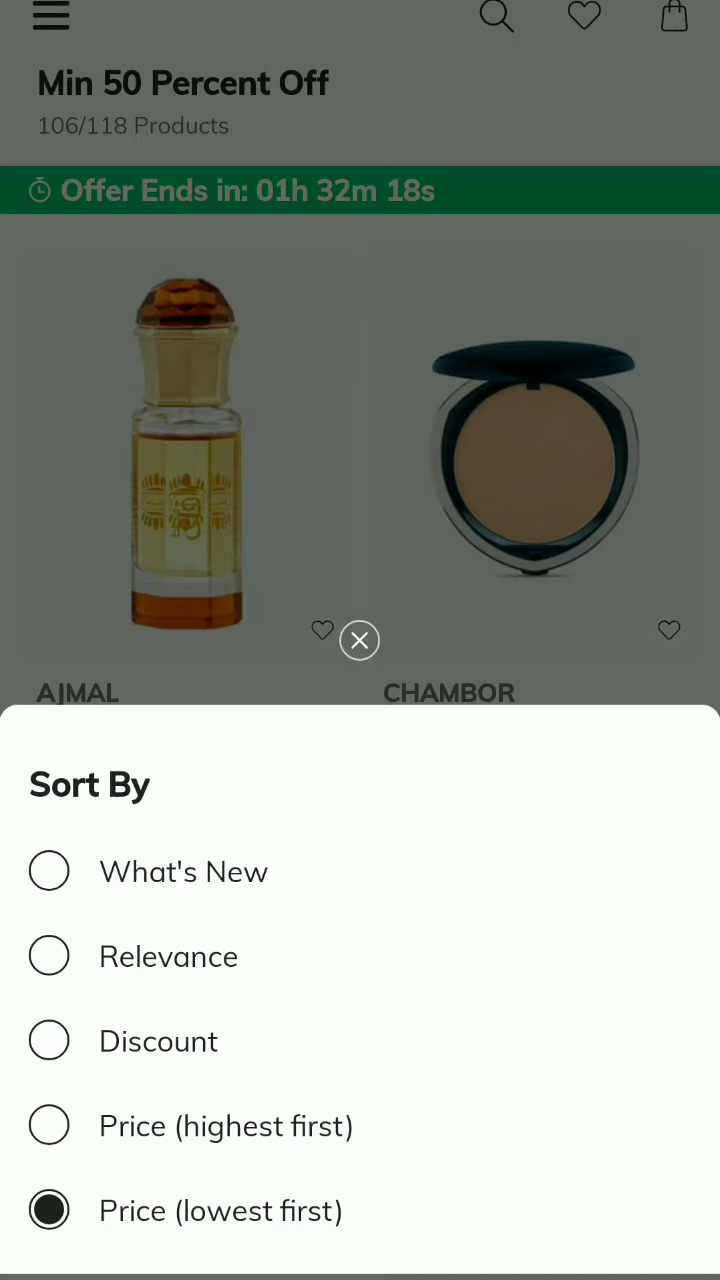 Min 50 Percent Off
106/118 Products
Offer Ends in: 01h 32m 18s
AJMAL
CHAMBOR
Sort By
What's New
Relevance
Discount
Price (highest first)
Price (lowest first)